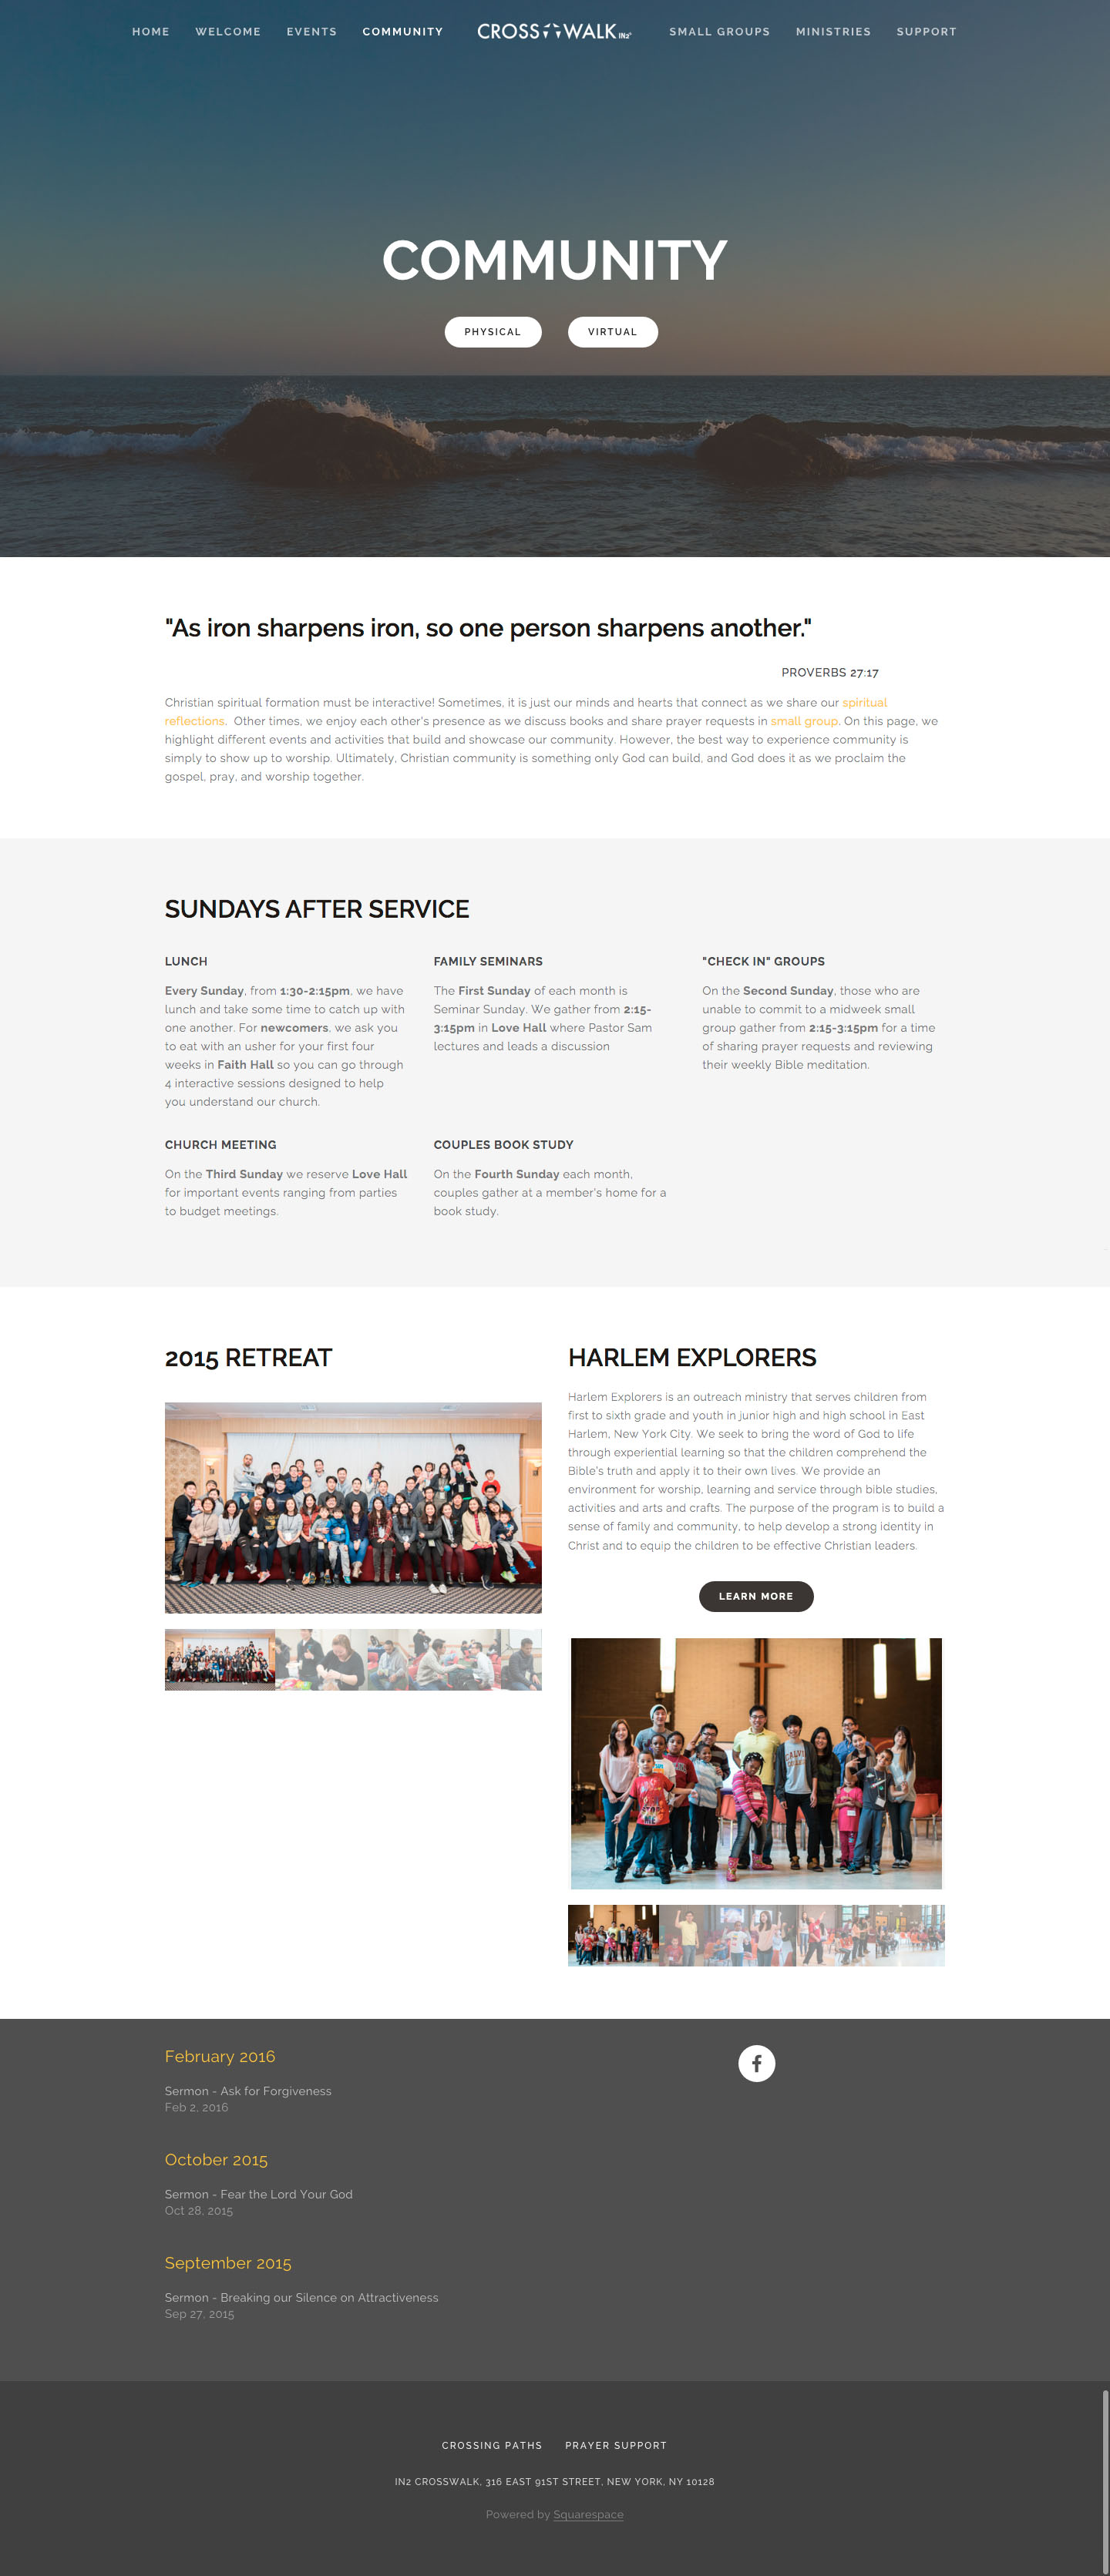 HOME WELCOME EVENTS COMMUNITY CROSSWALK IN2 SMALL GROUPS MINISTRIES SUPPORT
COMMUNITY
PHYSICAL VIRTUAL
"As iron sharpens iron, so one person sharpens another."
PROVERBS 27:17
Christian spiritual formation must be interactive! Sometimes, it is just our minds and hearts that connect as we share our spiritual
reflections. Other times, we enjoy each other's presence as we discuss books and share prayer requests in small group. On this page, we
highlight different events and activities that build and showcase our community. However, the best way to experience community is
simply to show up to worship. Ultimately, Christian community is something only God can build, and God does it as we proclaim the
gospel, pray, and worship together.
SUNDAYS AFTER SERVICE
LUNCH
Every Sunday, from 1:30-2:15pm, we have
lunch and take some time to catch up with
one another. For newcomers, we ask you
to eat with an usher for your first four
weeks in Faith Hall so you can go through
4 interactive sessions designed to help
you understand our church.
FAMILY SEMINARS
The First Sunday of each month is
Seminar Sunday. We gather from 2:15-
3:15pm in Love Hall where Pastor Sam
lectures and leads a discussion
"CHECK IN" GROUPS
On the Second Sunday, those who are
unable to commit to a midweek small
group gather from 2:15-3:15pm for a time
of sharing prayer requests and reviewing
their weekly Bible meditation.
CHURCH MEETING
On the Third Sunday we reserve Love Hall
for important events ranging from parties
to budget meetings.
COUPLES BOOK STUDY
On the Fourth Sunday each month,
couples gather at a member's home for a
book study.
2015 RETREAT
HARLEM EXPLORERS
Harlem Explorers is an outreach ministry that serves children from
first to sixth grade and youth in junior high and high school in East
Harlem, New York City. We seek to bring the word of God to life
through experiential learning so that the children comprehend the
Bible's truth and apply it to their own lives. We provide an
environment for worship, learning and service through bible studies,
activities and arts and crafts. The purpose of the program is to build a
sense of family and community, to help develop a strong identity in
Christ and to equip the children to be effective Christian leaders.
LEARN MORE
February 2016
Sermon - Ask for Forgiveness
Feb 2, 2016
October 2015
Sermon - Fear the Lord Your God
Oct 28, 2015
September 2015
Sermon - Breaking our Silence on Attractiveness
Sep 27, 2015
CROSSING PATHS PRAYER SUPPORT
IN2 CROSSWALK, 316 EAST 91ST STREET, NEW YORK, NY 10128
Powered by Squarespace